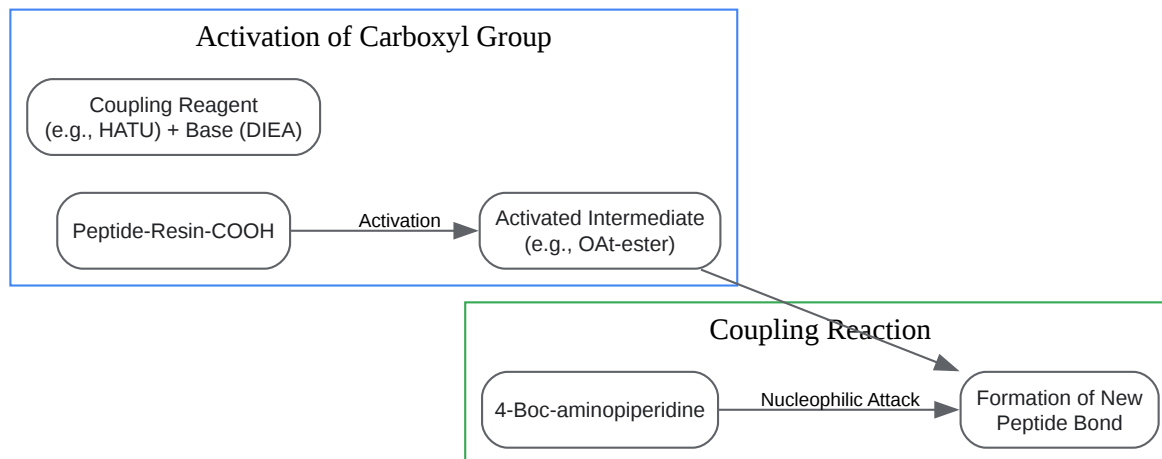 Activation of Carboxyl Group
Coupling Reagent
(e.g., HATU) + Base (DIEA)
Peptide-Resin-COOH
Activation
Activated Intermediate
(e.g., OAt-ester)
Coupling Reaction
4-Boc-aminopiperidine
Nucleophilic Attack
Formation of New
Peptide Bond